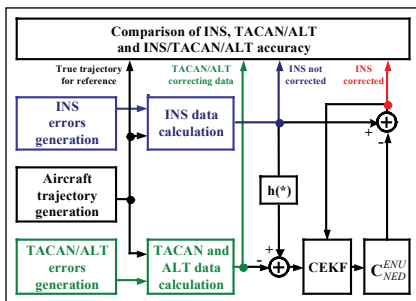 Comparison of INS, TACAN/ALT
and INS/TACAN/ALT accuracy
True trajectory
for reference
TACAN/ALT
correcting data
INS not
corrected
INS
corrected
INS
errors
generation
INS data
calculation
+
-
Aircraft
trajectory
generation
h(*)
TACAN/ALT
errors
generation
TACAN and
ALT data
calculation
-
+
CEKF
C ENU NED